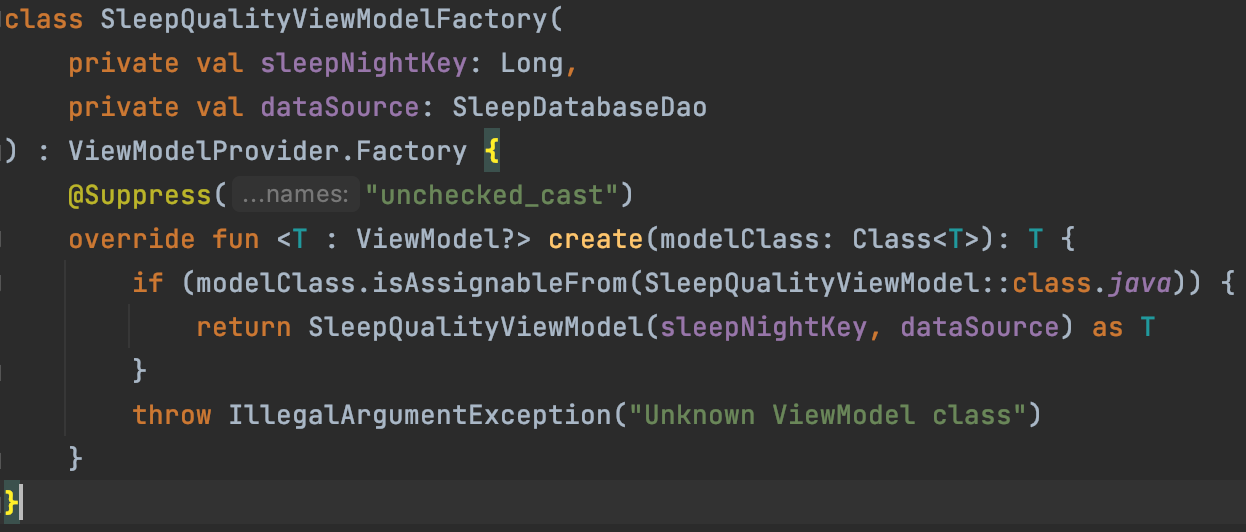 class SleepQualityViewModelFactory(
    private val sleepNightKey: Long,
    private val dataSource: SleepDatabaseDao
) : ViewModelProvider.Factory {
    @Suppress( ...names: "unchecked_cast")
    override fun <T : ViewModel?> create(modelClass: Class<T>): T {
        if (modelClass.isAssignableFrom(SleepQualityViewModel::class.java)) {
            return SleepQualityViewModel(sleepNightKey, dataSource) as T
        }
        throw IllegalArgumentException("Unknown ViewModel class")
    }
}